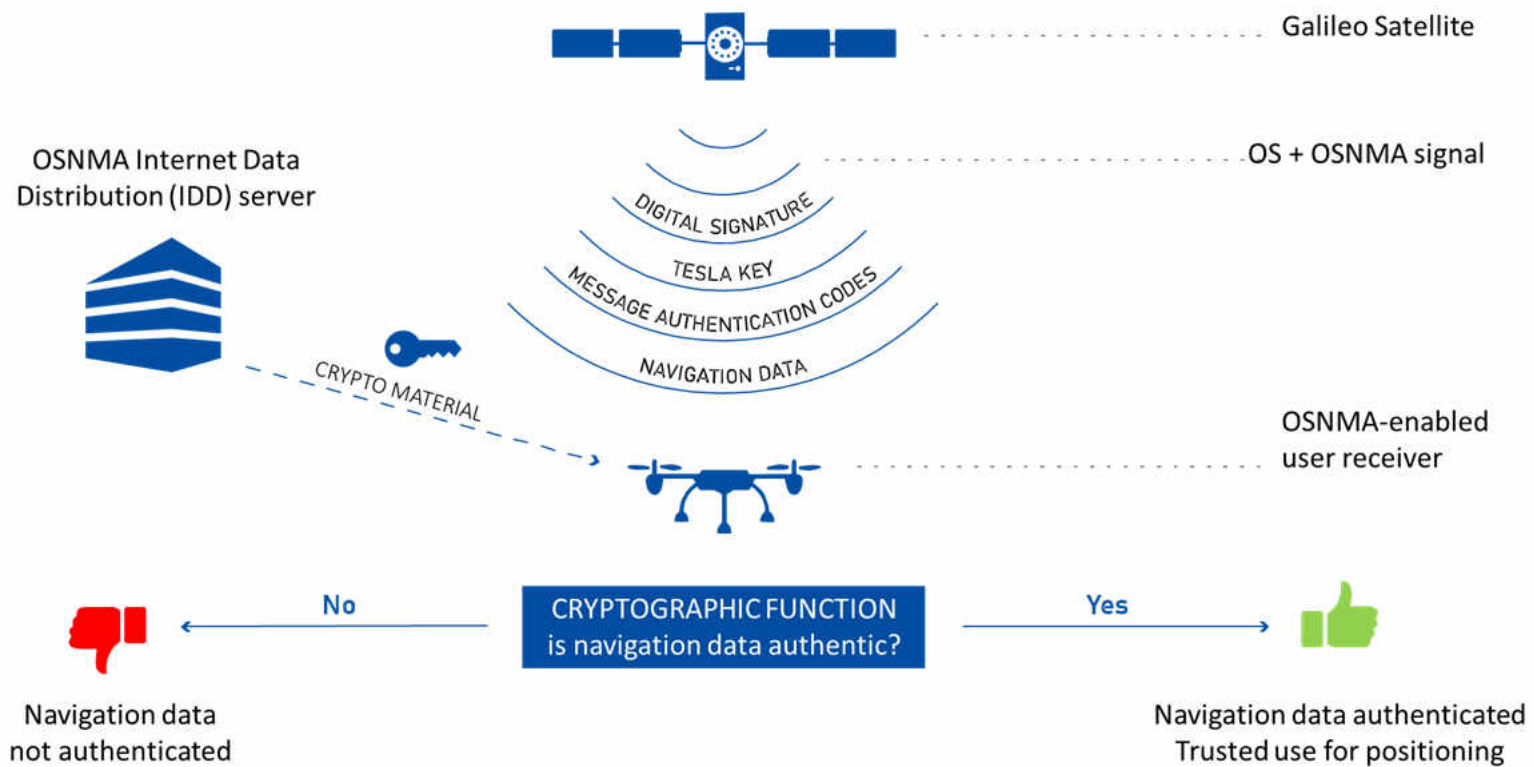 Galileo Satellite
OSNMA Internet Data
Distribution (IDD) server
OS + OSNMA signal
DIGITAL SIGNATURE
TESLA KEY
MESSAGE AUTHENTICATION CODES
NAVIGATION DATA
CRYPTO MATERIAL
OSNMA-enabled
user receiver
No
CRYPTOGRAPHIC FUNCTION
is navigation data authentic?
Yes
Navigation data
not authenticated
Navigation data authenticated
Trusted use for positioning